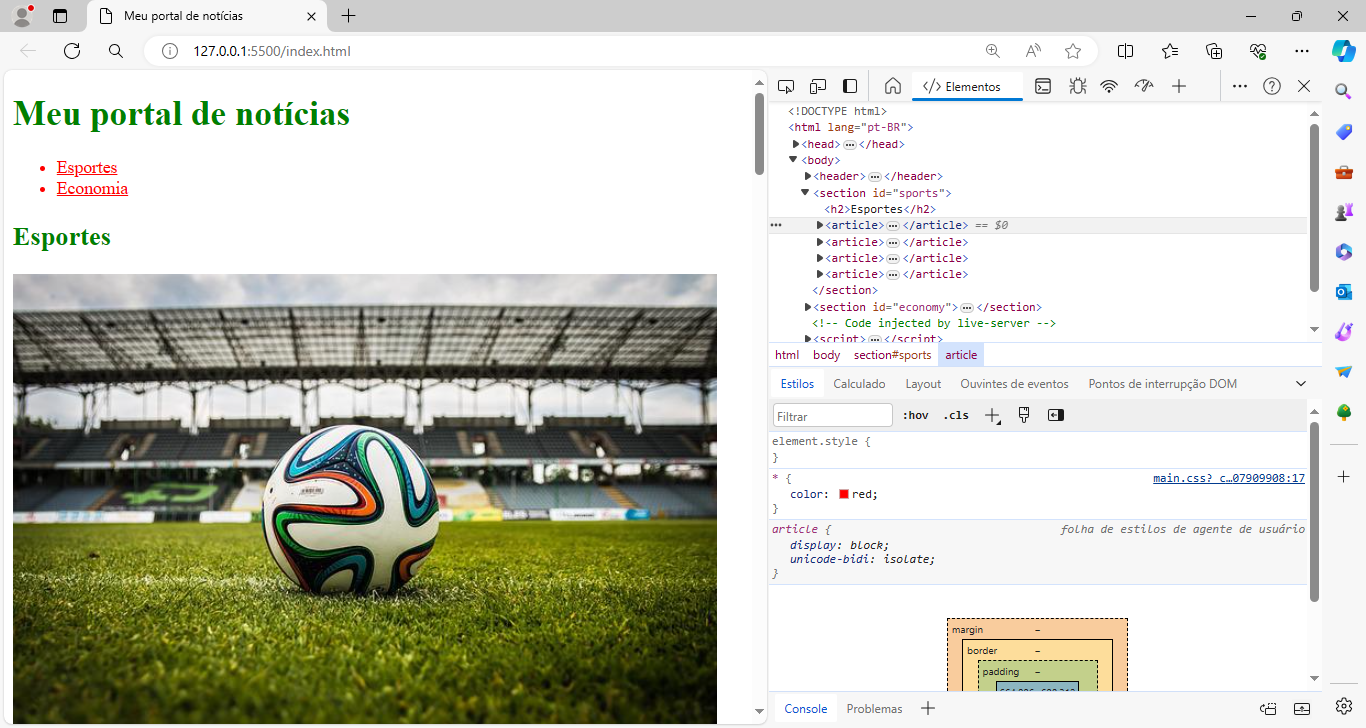 Meu portal de notícias
127.0.0.1:5500/index.html
Meu portal de notícias
Esportes
Economia
Esportes
Elementos
<!DOCTYPE html>
<html lang="pt-BR">
<head> ··· </head>
<body>
<header> ··· </header>
<section id="sports">
<h2>Esportes</h2>
<article> ··· </article> == $0
<article> ··· </article>
<article> ··· </article>
<article> ··· </article>
</section>
<section id="economy"> ··· </section>
<!-- Code injected by live-server -->
<script> ··· </script>
html body section#sports article
Estilos Calculado Layout Ouvintes de eventos Pontos de interrupção DOM
Filtrar :hov .cls
element.style {
}
* { main.css? c…07909908:17
color: red;
}
article { folha de estilos de agente de usuário
display: block;
unicode-bidi: isolate;
}
margin –
border –
padding –
Console Problemas